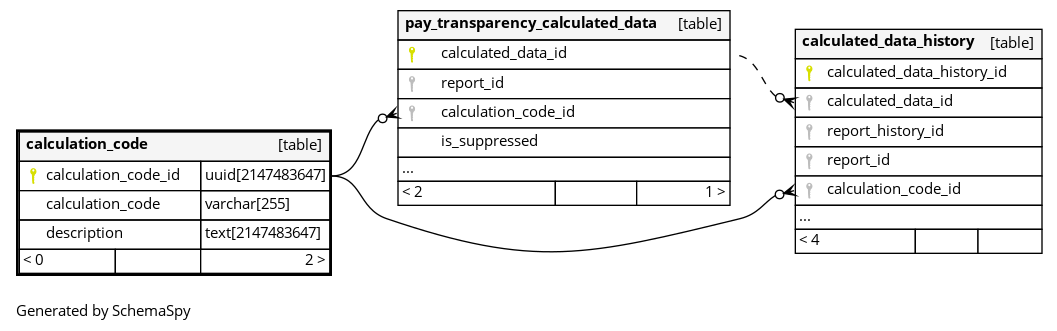 pay_transparency_calculated_data [table]
calculated_data_id
report_id
calculation_code_id
is_suppressed
...
< 2 1 >
calculated_data_history [table]
calculated_data_history_id
calculated_data_id
report_history_id
report_id
calculation_code_id
...
< 4
calculation_code [table]
calculation_code_id uuid[2147483647]
calculation_code varchar[255]
description text[2147483647]
< 0 2 >
Generated by SchemaSpy